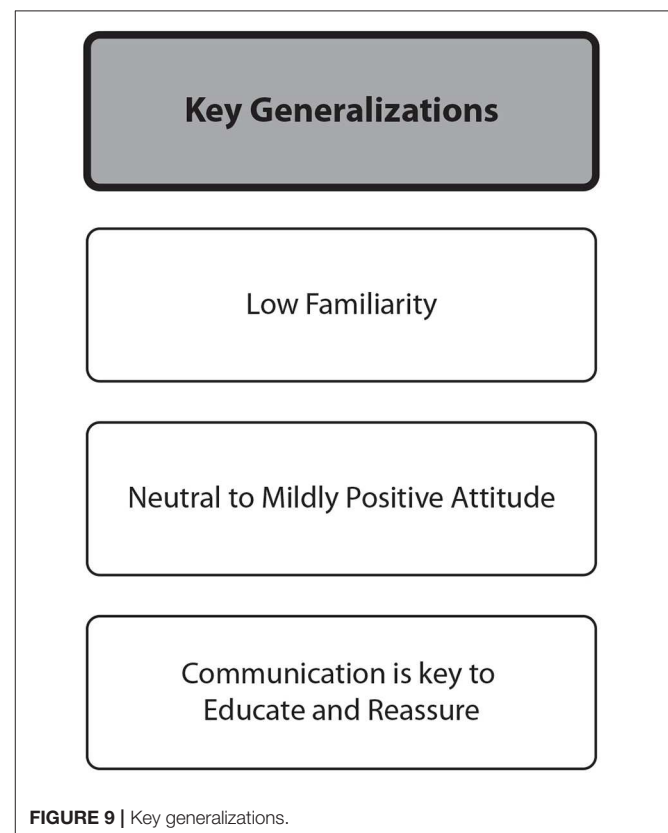 Key Generalizations
Low Familiarity
Neutral to Mildly Positive Attitude
Communication is key to
Educate and Reassure
FIGURE 9 | Key generalizations.